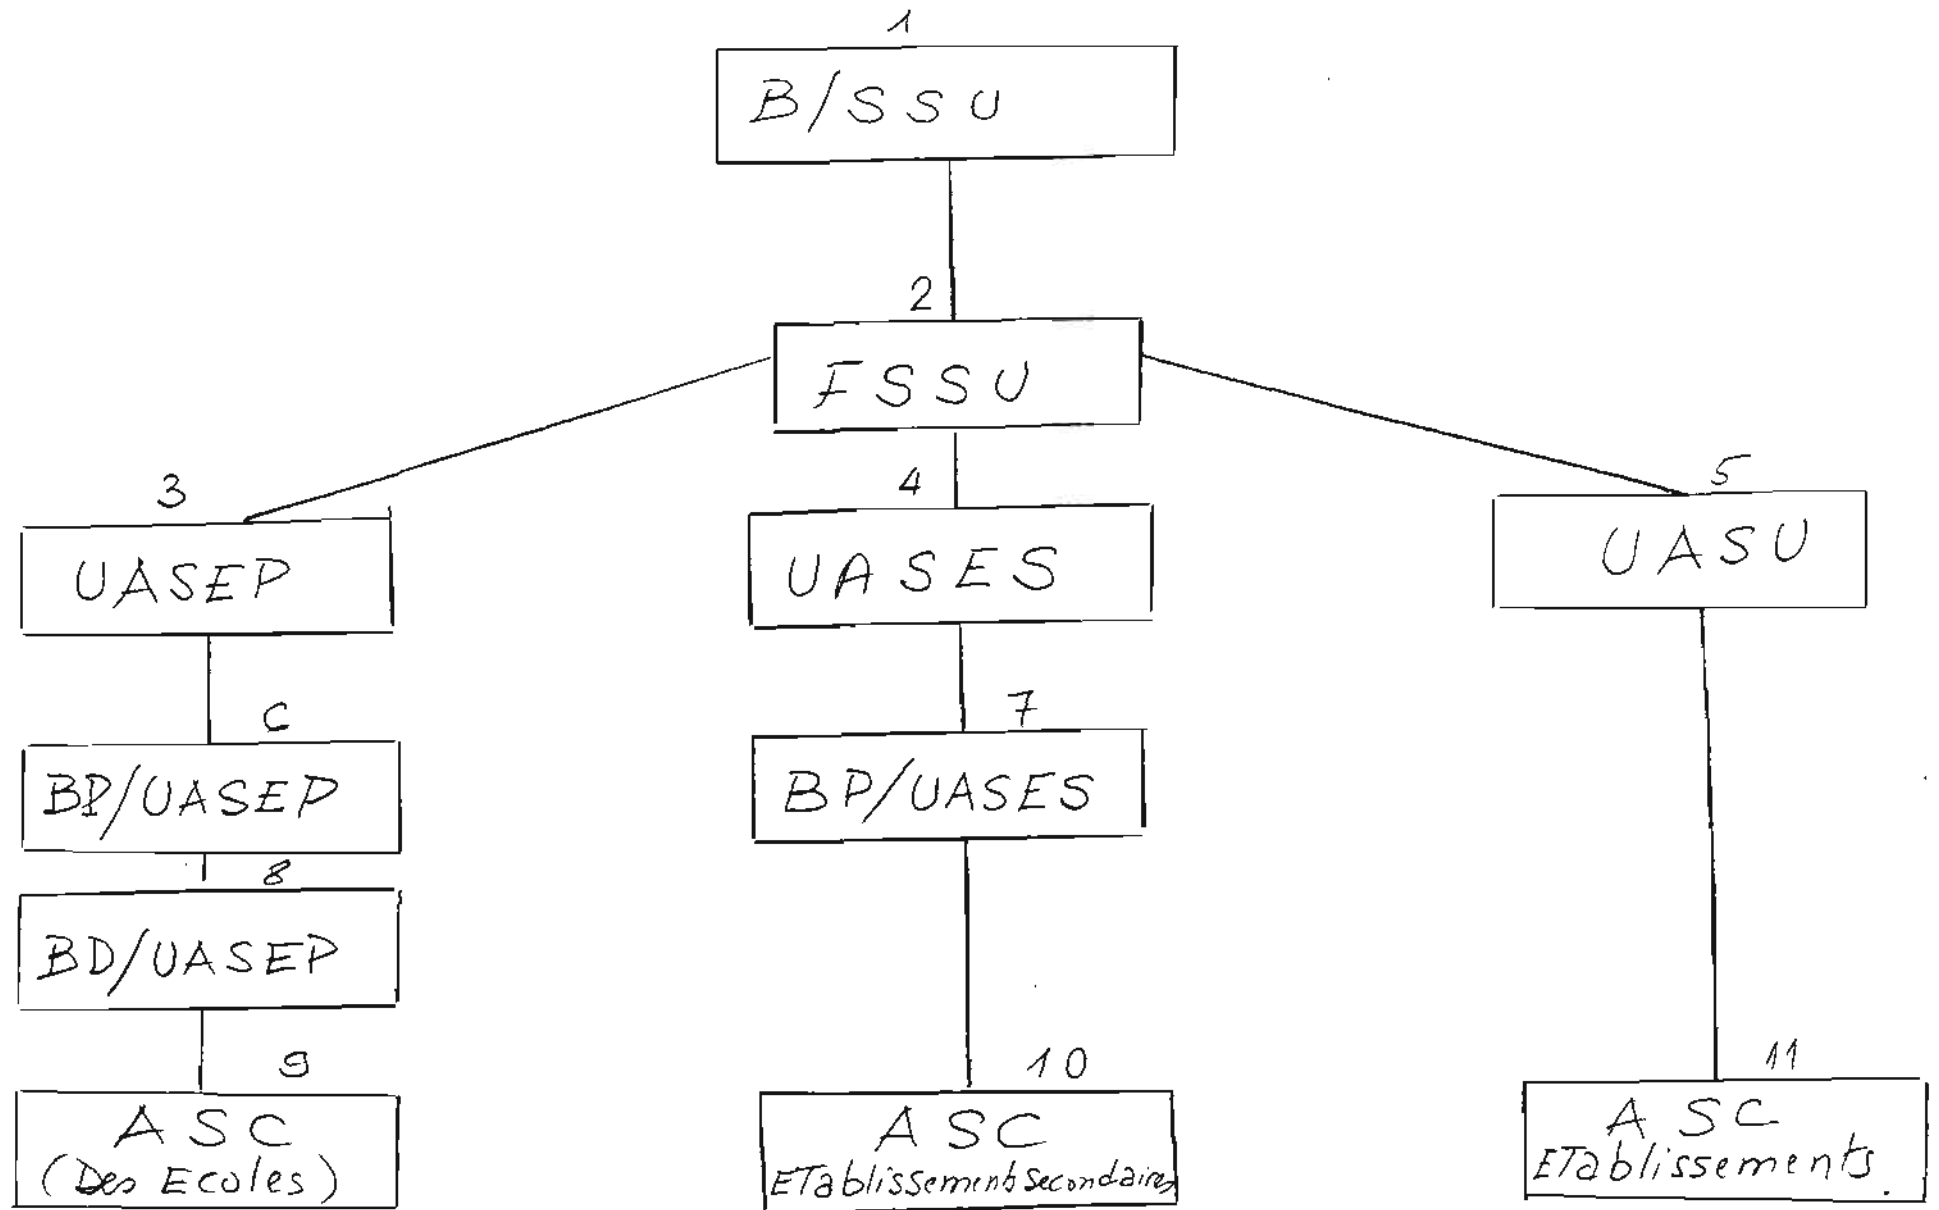 1
B/SSU
2
FSSU
3
4
5
UASEP
UASES
UASU
C
7
BP/UASEP
BP/UASES
8
BD/UASEP
9
10
11
ASC
(Des Ecoles)
ASC
ETablissements secondaires
ASC
ETablissements.